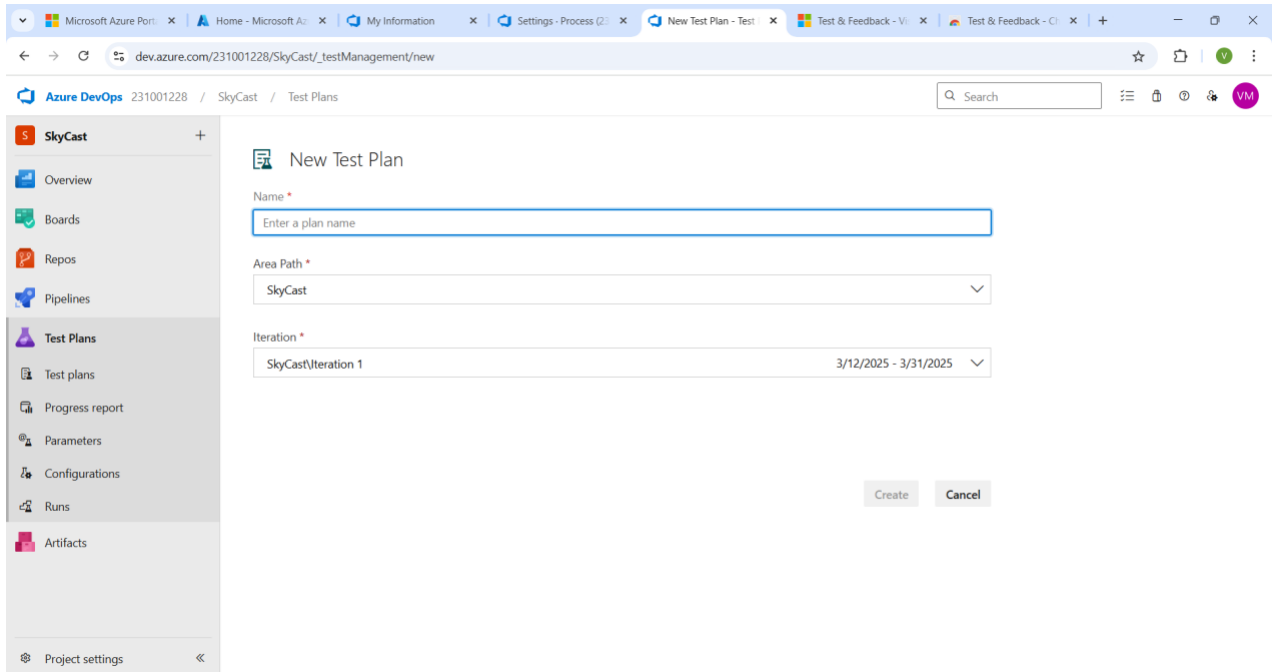 Microsoft Azure Port
Home - Microsoft Az
My Information
Settings - Process (23
New Test Plan - Test
Test & Feedback - Vi
Test & Feedback - Ch
dev.azure.com/231001228/SkyCast/_testManagement/new
V
Azure DevOps 231001228 / SkyCast / Test Plans
Search
VM
S SkyCast
Overview
Boards
Repos
Pipelines
Test Plans
Test plans
Progress report
Parameters
Configurations
Runs
Artifacts
Project settings
New Test Plan
Name *
Enter a plan name
Area Path *
SkyCast
Iteration *
SkyCast\Iteration 1 3/12/2025 - 3/31/2025
Create Cancel